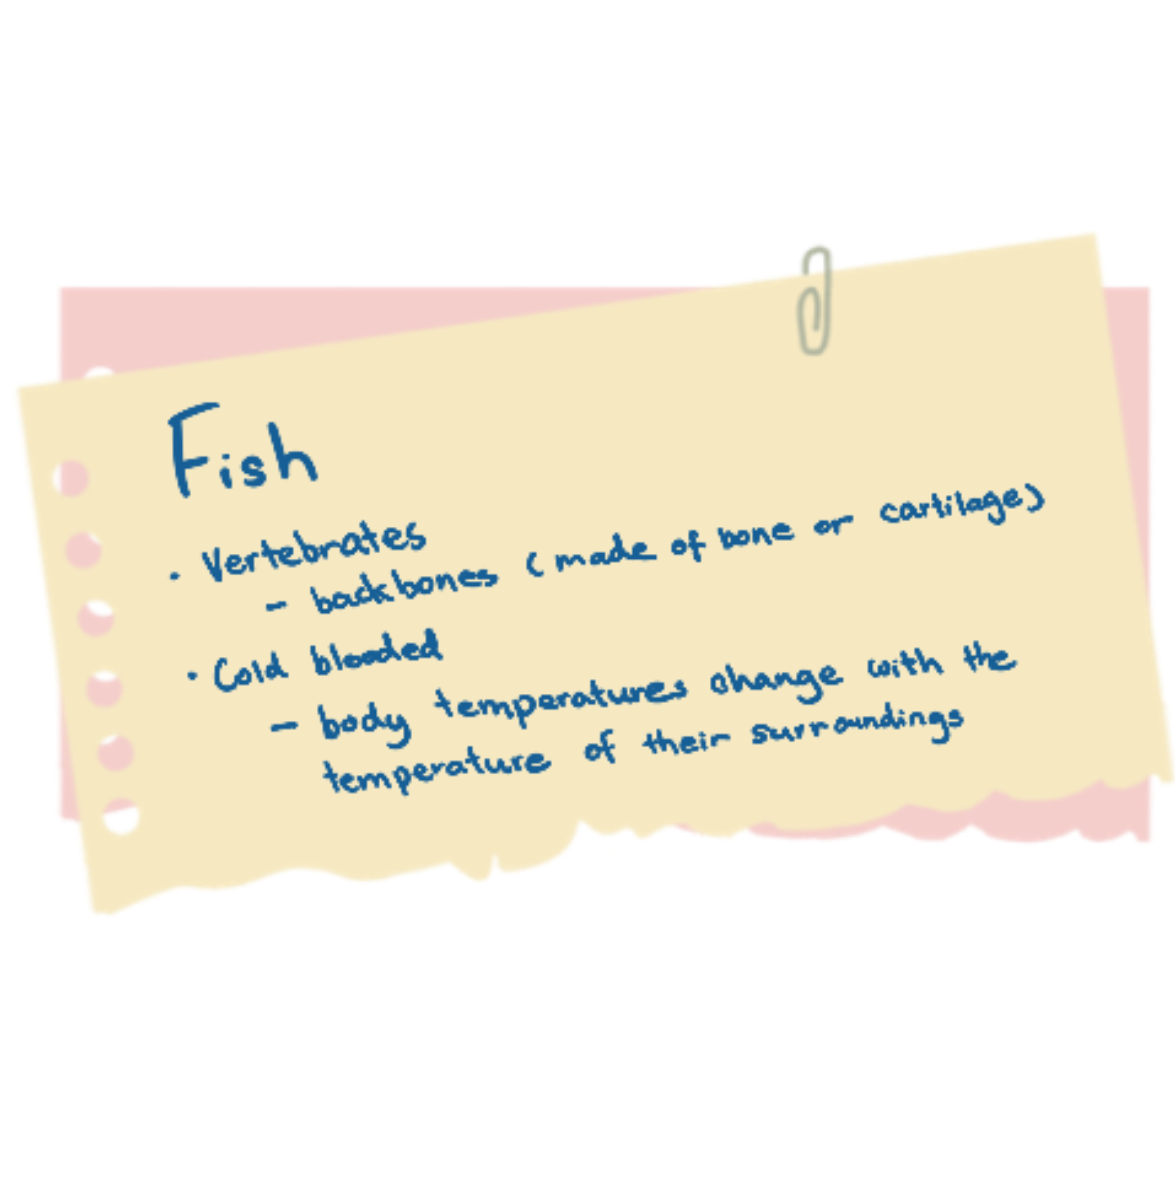 Fish
· Vertebrates
- backbones (made of bone or cartilage)
· Cold blooded
- body temperatures change with the
temperature of their surroundings